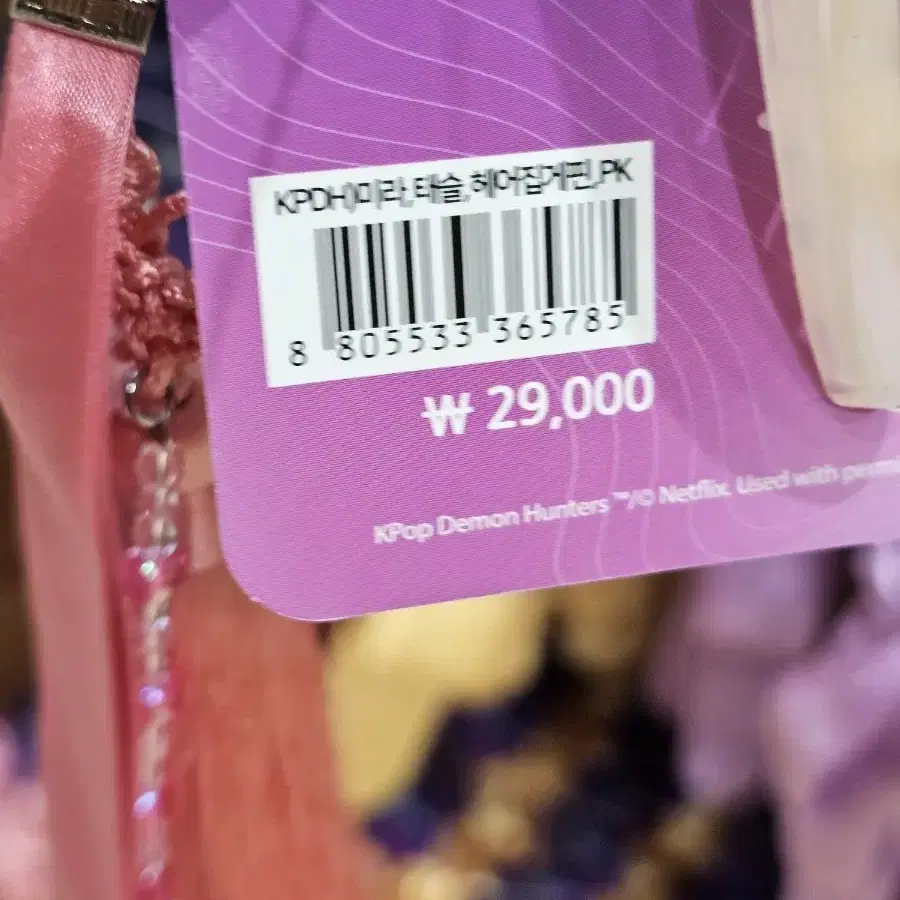 KPDH)미라,태슬,헤어집게핀,PK
8 805533 365785
₩ 29,000
KPop Demon Hunters ™/© Netflix. Used with